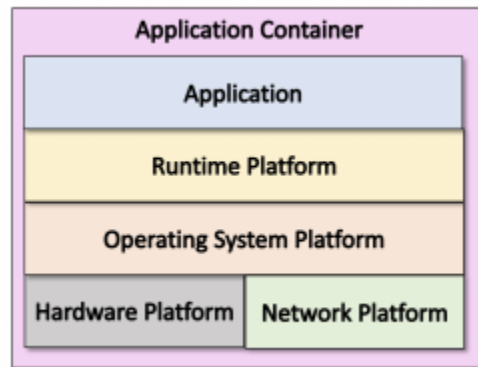 Application Container
Application
Runtime Platform
Operating System Platform
Hardware Platform
Network Platform